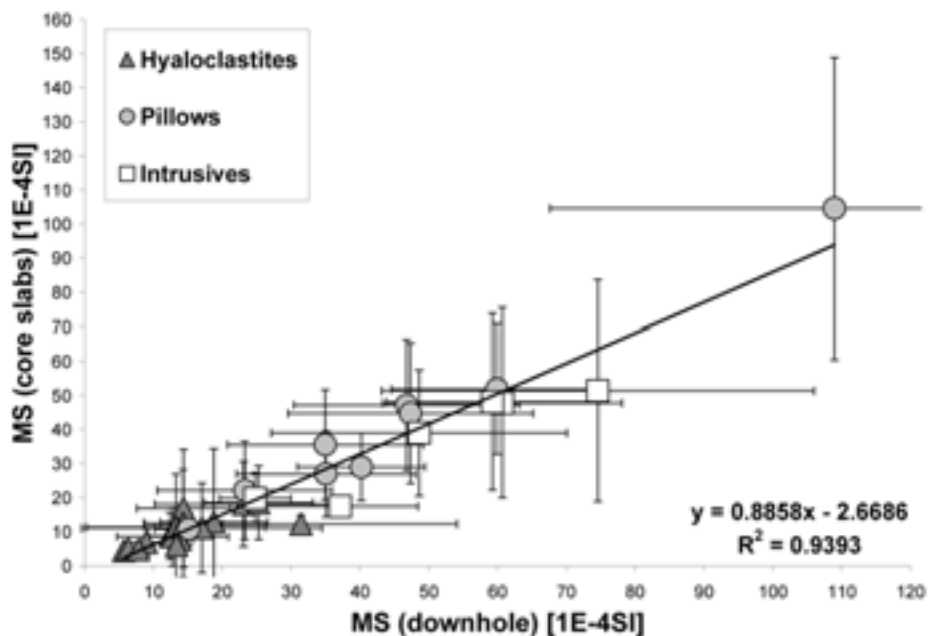 160
150
140
130
120
110
100
90
80
70
60
50
40
30
20
10
0
MS (core slabs) [1E-4SI]
Hyaloclastites
Pillows
Intrusives
y = 0.8858x - 2.6686
R² = 0.9393
0 10 20 30 40 50 60 70 80 90 100 110 120
MS (downhole) [1E-4SI]